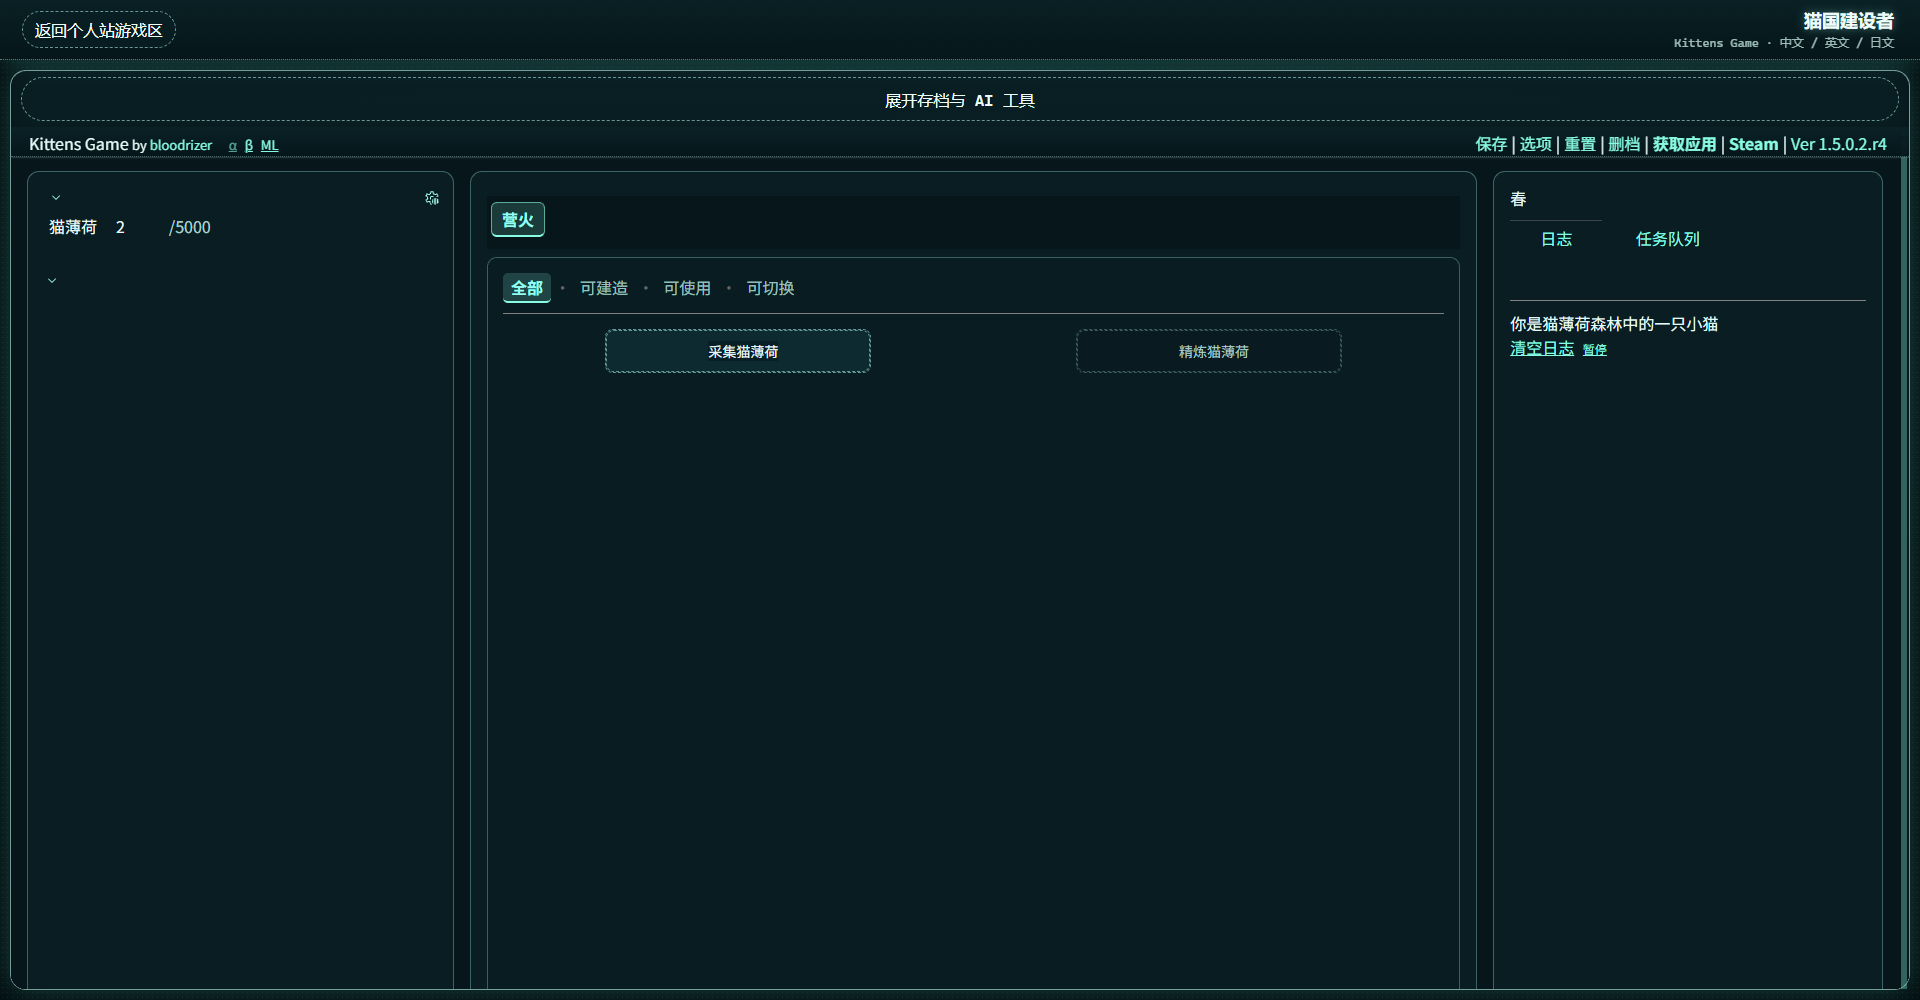 返回个人站游戏区
猫国建设者
Kittens Game · 中文 / 英文 / 日文
展开存档与 AI 工具
Kittens Game by bloodrizer α β ML
保存 | 选项 | 重置 | 删档 | 获取应用 | Steam | Ver 1.5.0.2.r4
猫薄荷 2 /5000
营火
全部 • 可建造 • 可使用 • 可切换
采集猫薄荷 精炼猫薄荷
春
日志 任务队列
你是猫薄荷森林中的一只小猫
清空日志 暂停